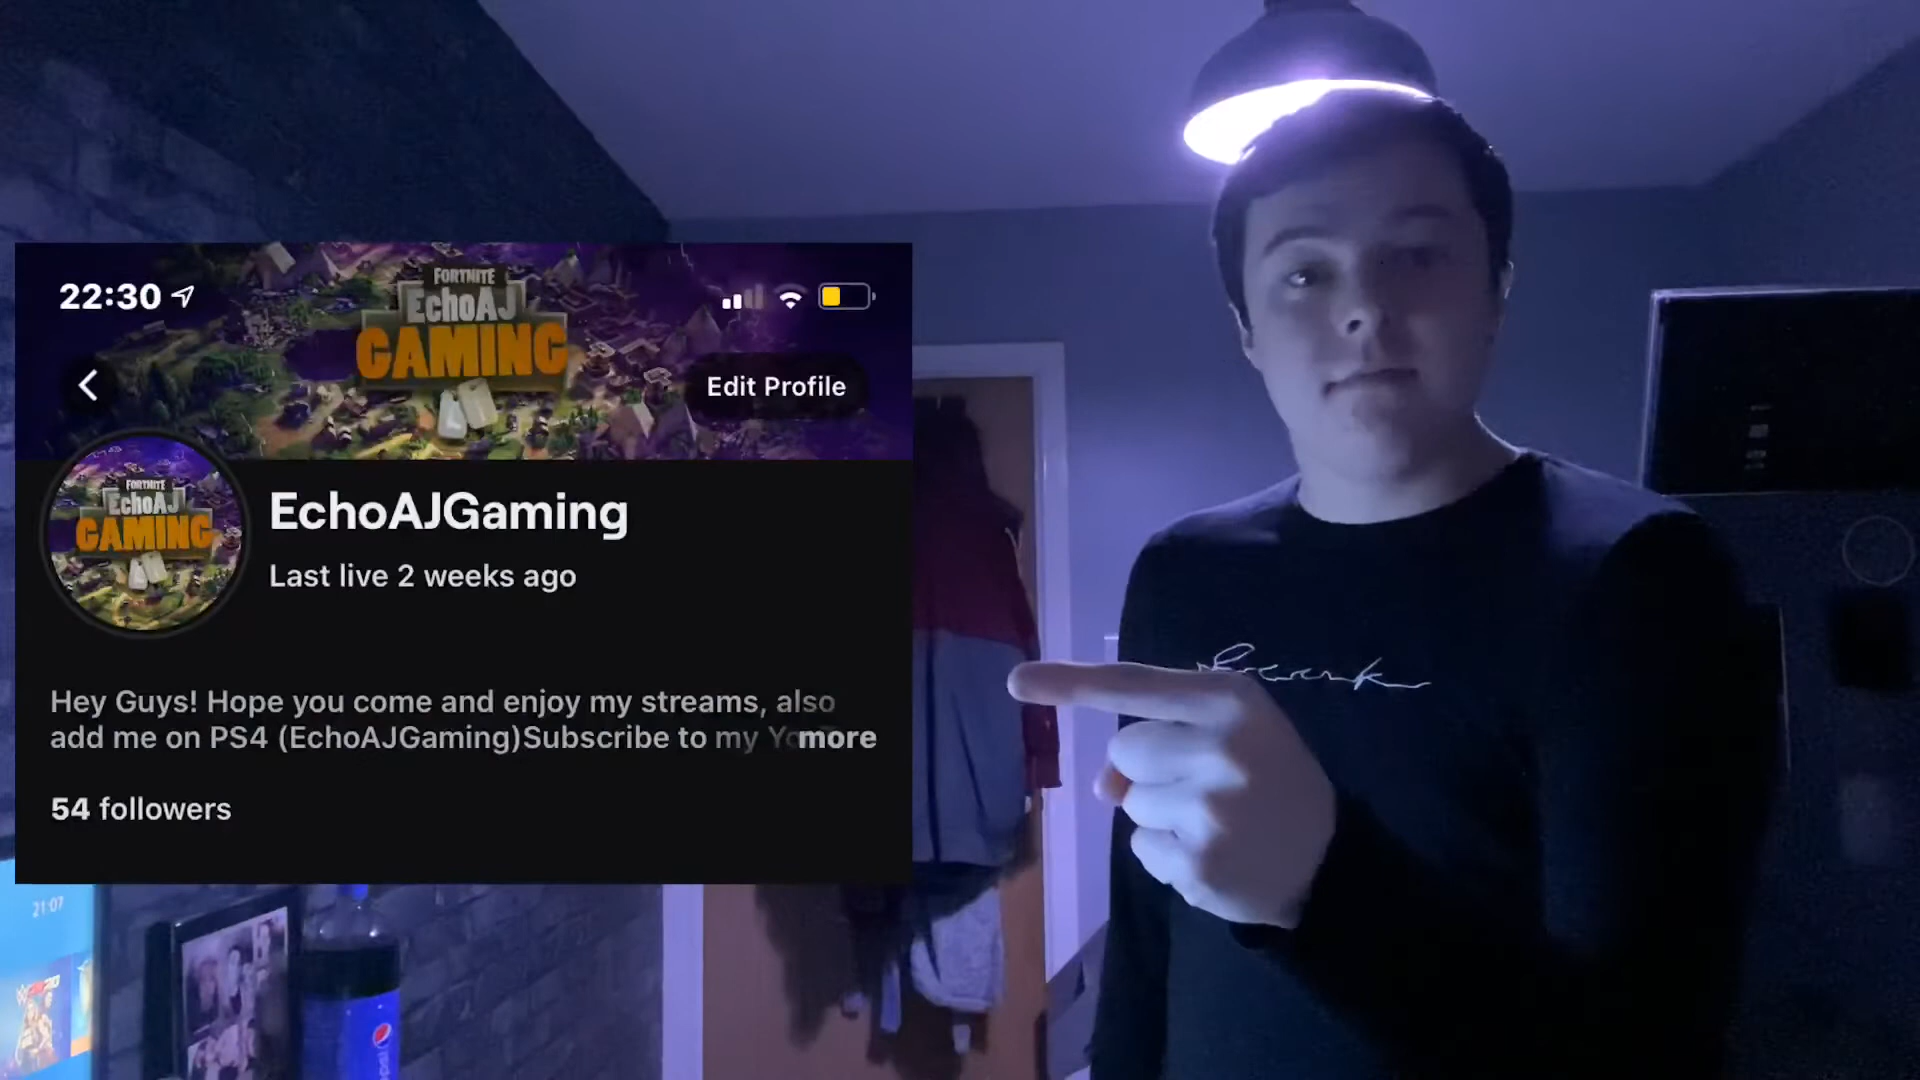 22:30
FORTNITE
EchoAJ
GAMING
Edit Profile
FORTNITE
EchoAJ
GAMING
EchoAJGaming
Last live 2 weeks ago
Hey Guys! Hope you come and enjoy my streams, also
add me on PS4 (EchoAJGaming)Subscribe to my more
54 followers
21:07
pepsi